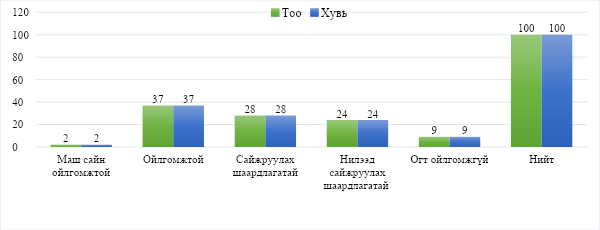 Тоо Хувь
120
100
80
60
40
20
0
2 2
37 37
28 28
24 24
9 9
100 100
Маш сайн
ойлгомжтой
Ойлгомжтой
Сайжруулах
шаардлагатай
Нилээд
сайжруулах
шаардлагатай
Огт ойлгомжгүй
Нийт